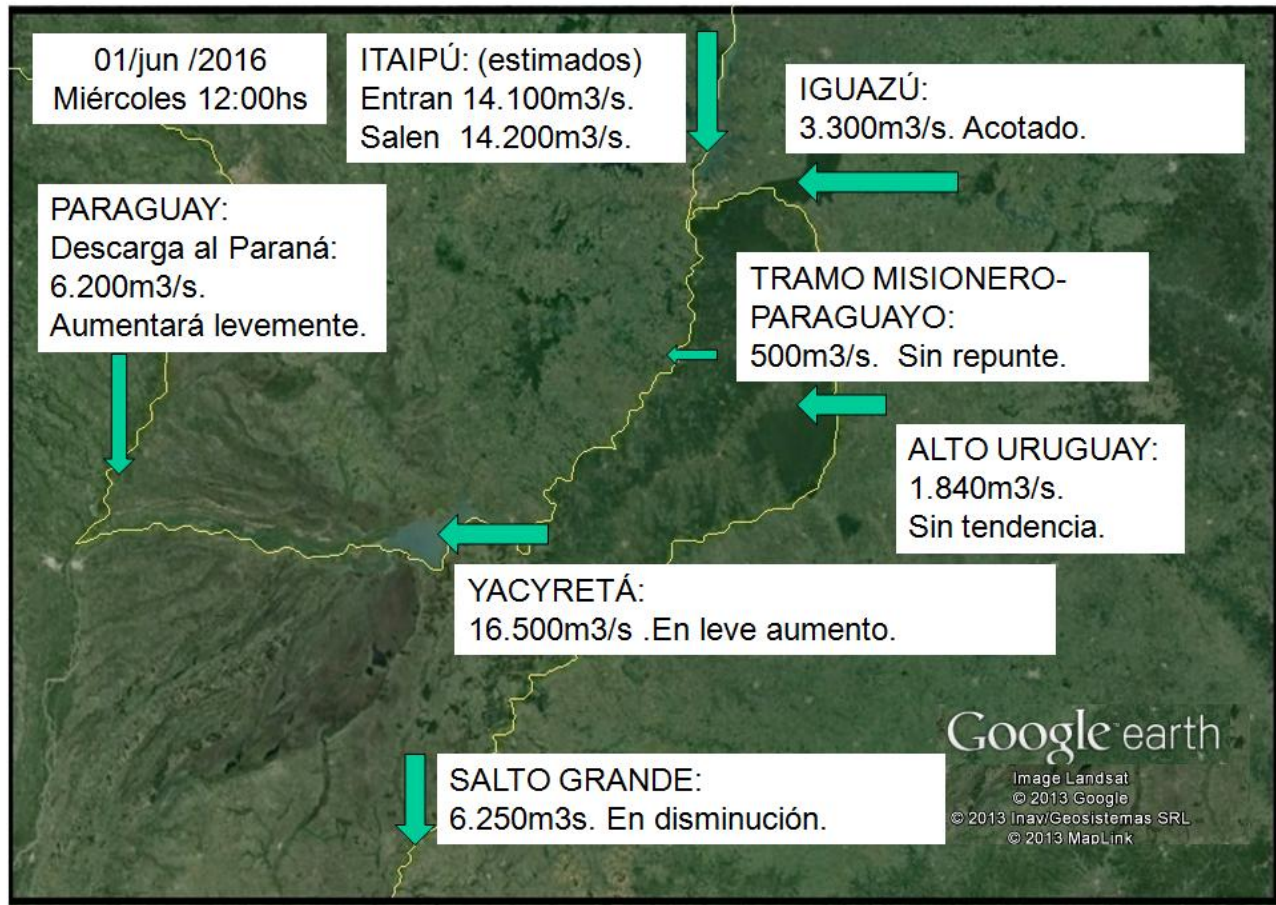 01/jun /2016
Miércoles 12:00hs
ITAIPÚ: (estimados)
Entran 14.100m3/s.
Salen 14.200m3/s.
IGUAZÚ:
3.300m3/s. Acotado.
PARAGUAY:
Descarga al Paraná:
6.200m3/s.
Aumentará levemente.
TRAMO MISIONERO-
PARAGUAYO:
500m3/s. Sin repunte.
ALTO URUGUAY:
1.840m3/s.
Sin tendencia.
YACYRETÁ:
16.500m3/s .En leve aumento.
SALTO GRANDE:
6.250m3s. En disminución.
Google earth
Image Landsat
© 2013 Google
© 2013 Inav/Geosistemas SRL
© 2013 MapLink